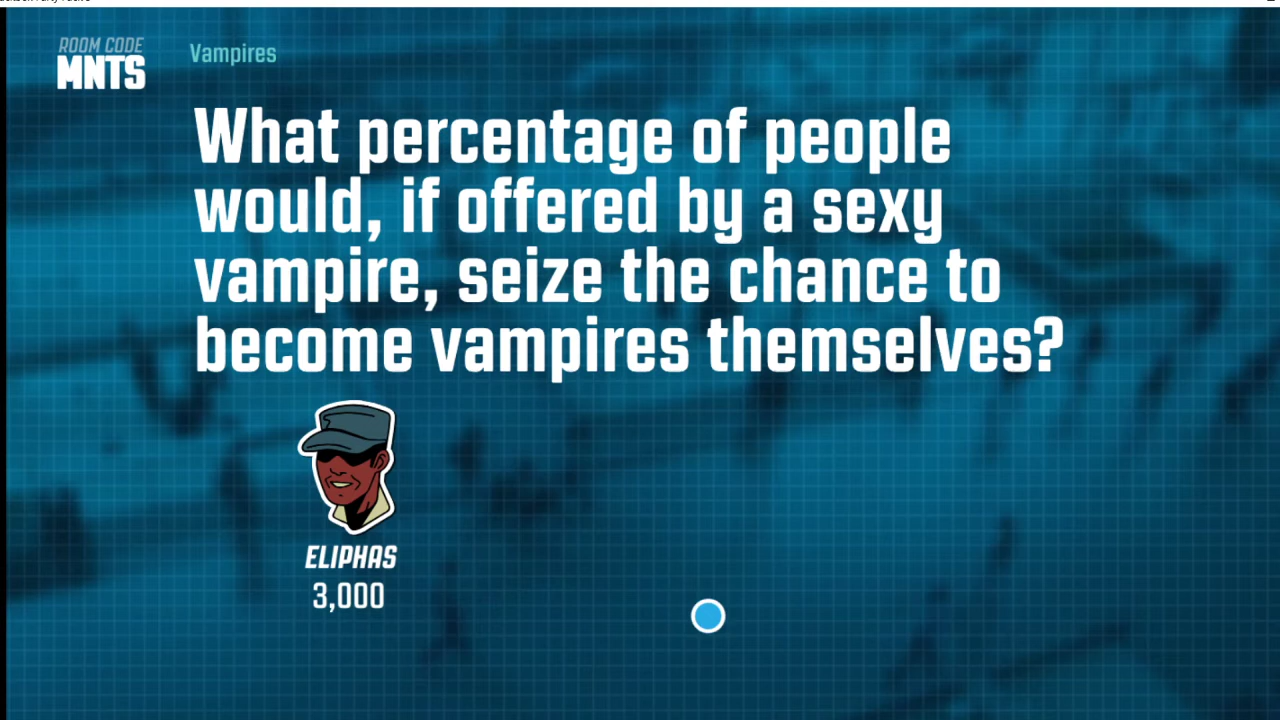 ROOM CODE
MNTS
Vampires
What percentage of people
would, if offered by a sexy
vampire, seize the chance to
become vampires themselves?
ELIPHAS
3,000